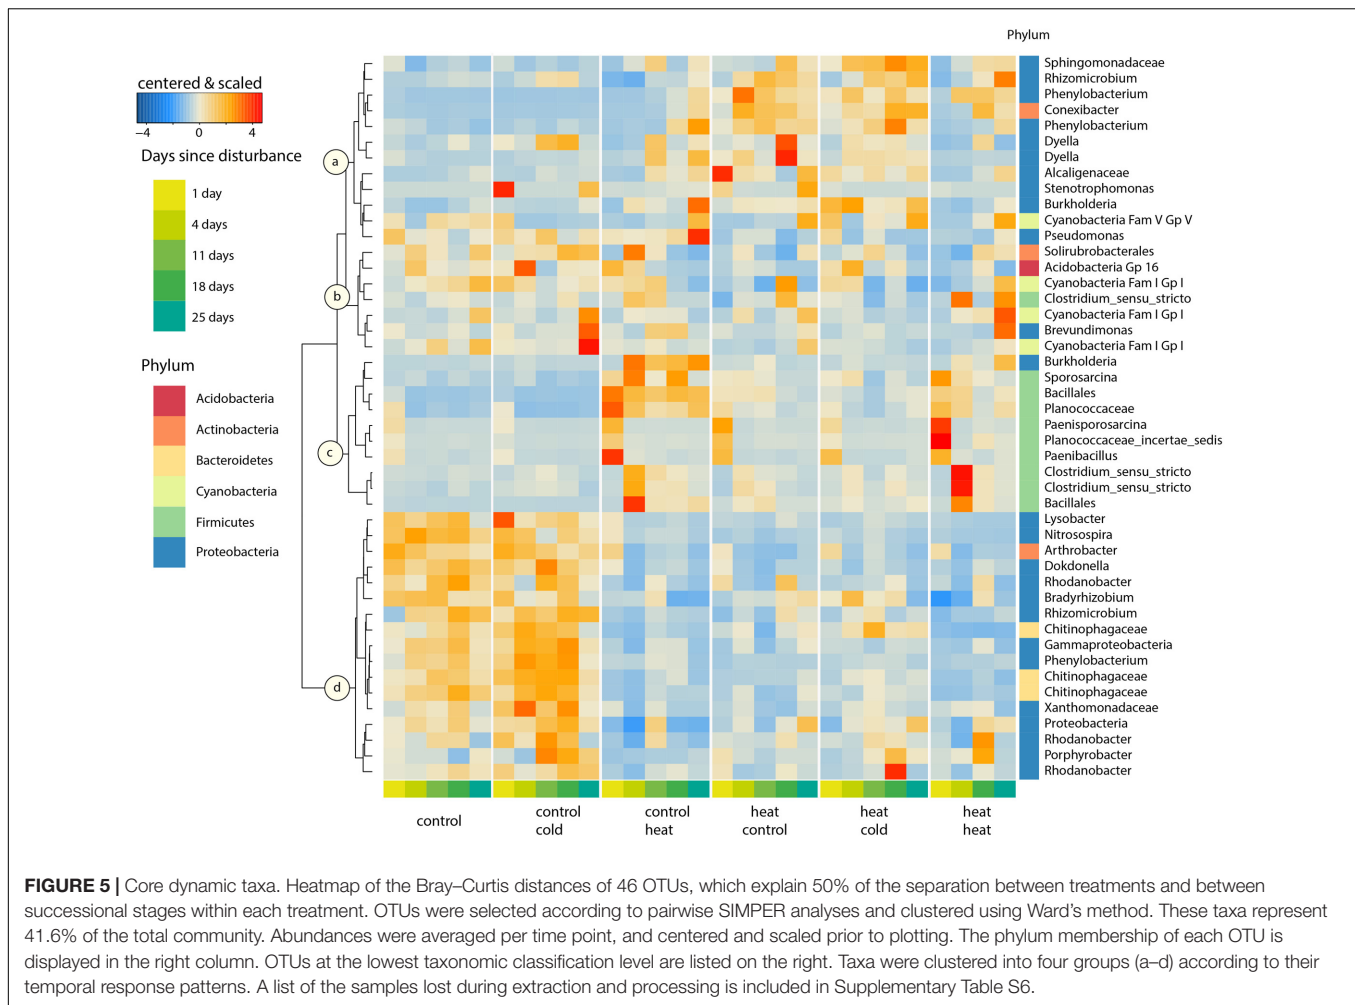 Phylum
centered & scaled
−4 0 4
Days since disturbance
1 day
4 days
11 days
18 days
25 days
Phylum
Acidobacteria
Actinobacteria
Bacteroidetes
Cyanobacteria
Firmicutes
Proteobacteria
a
b
c
d
Sphingomonadaceae
Rhizomicrobium
Phenylobacterium
Conexibacter
Phenylobacterium
Dyella
Dyella
Alcaligenaceae
Stenotrophomonas
Burkholderia
Cyanobacteria Fam V Gp V
Pseudomonas
Solirubrobacterales
Acidobacteria Gp 16
Cyanobacteria Fam I Gp I
Clostridium_sensu_stricto
Cyanobacteria Fam I Gp I
Brevundimonas
Cyanobacteria Fam I Gp I
Burkholderia
Sporosarcina
Bacillales
Planococcaceae
Paenisporosarcina
Planococcaceae_incertae_sedis
Paenibacillus
Clostridium_sensu_stricto
Clostridium_sensu_stricto
Bacillales
Lysobacter
Nitrosospira
Arthrobacter
Dokdonella
Rhodanobacter
Bradyrhizobium
Rhizomicrobium
Chitinophagaceae
Gammaproteobacteria
Phenylobacterium
Chitinophagaceae
Chitinophagaceae
Xanthomonadaceae
Proteobacteria
Rhodanobacter
Porphyrobacter
Rhodanobacter
control
control
cold
control
heat
heat
control
heat
cold
heat
heat
FIGURE 5 | Core dynamic taxa. Heatmap of the Bray–Curtis distances of 46 OTUs, which explain 50% of the separation between treatments and between
successional stages within each treatment. OTUs were selected according to pairwise SIMPER analyses and clustered using Ward's method. These taxa represent
41.6% of the total community. Abundances were averaged per time point, and centered and scaled prior to plotting. The phylum membership of each OTU is
displayed in the right column. OTUs at the lowest taxonomic classification level are listed on the right. Taxa were clustered into four groups (a–d) according to their
temporal response patterns. A list of the samples lost during extraction and processing is included in Supplementary Table S6.